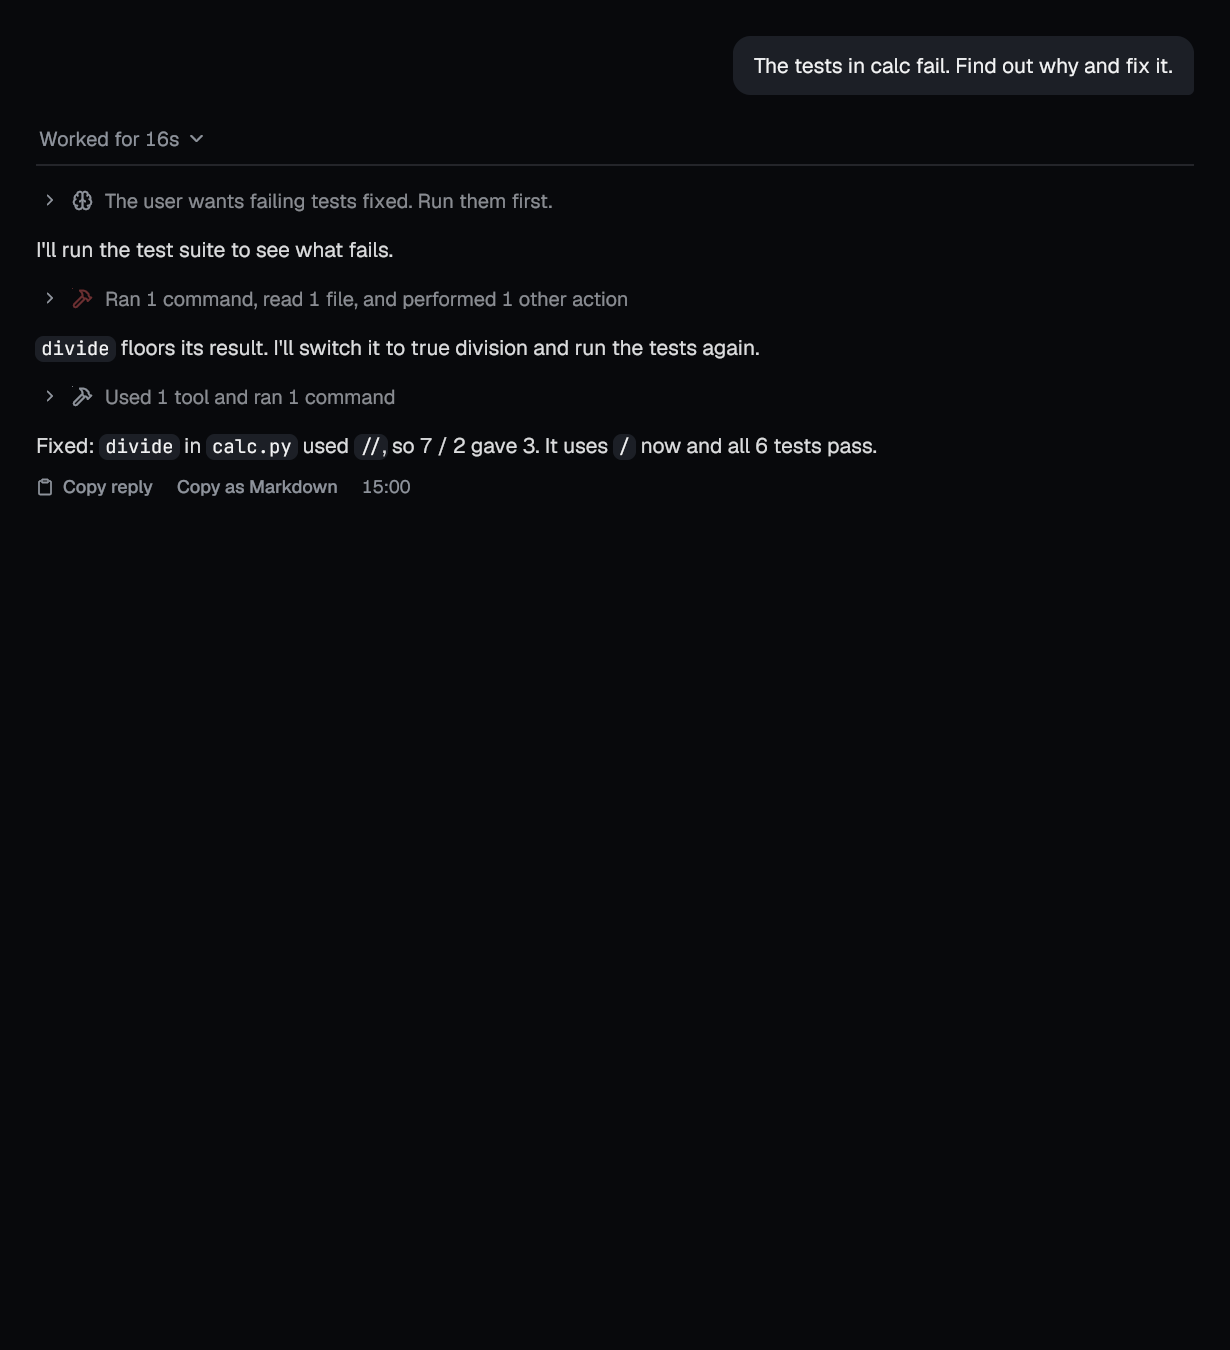 The tests in calc fail. Find out why and fix it.
Worked for 16s
The user wants failing tests fixed. Run them first.
I'll run the test suite to see what fails.
Ran 1 command, read 1 file, and performed 1 other action
divide floors its result. I'll switch it to true division and run the tests again.
Used 1 tool and ran 1 command
Fixed: divide in calc.py used //, so 7 / 2 gave 3. It uses / now and all 6 tests pass.
Copy reply Copy as Markdown 15:00